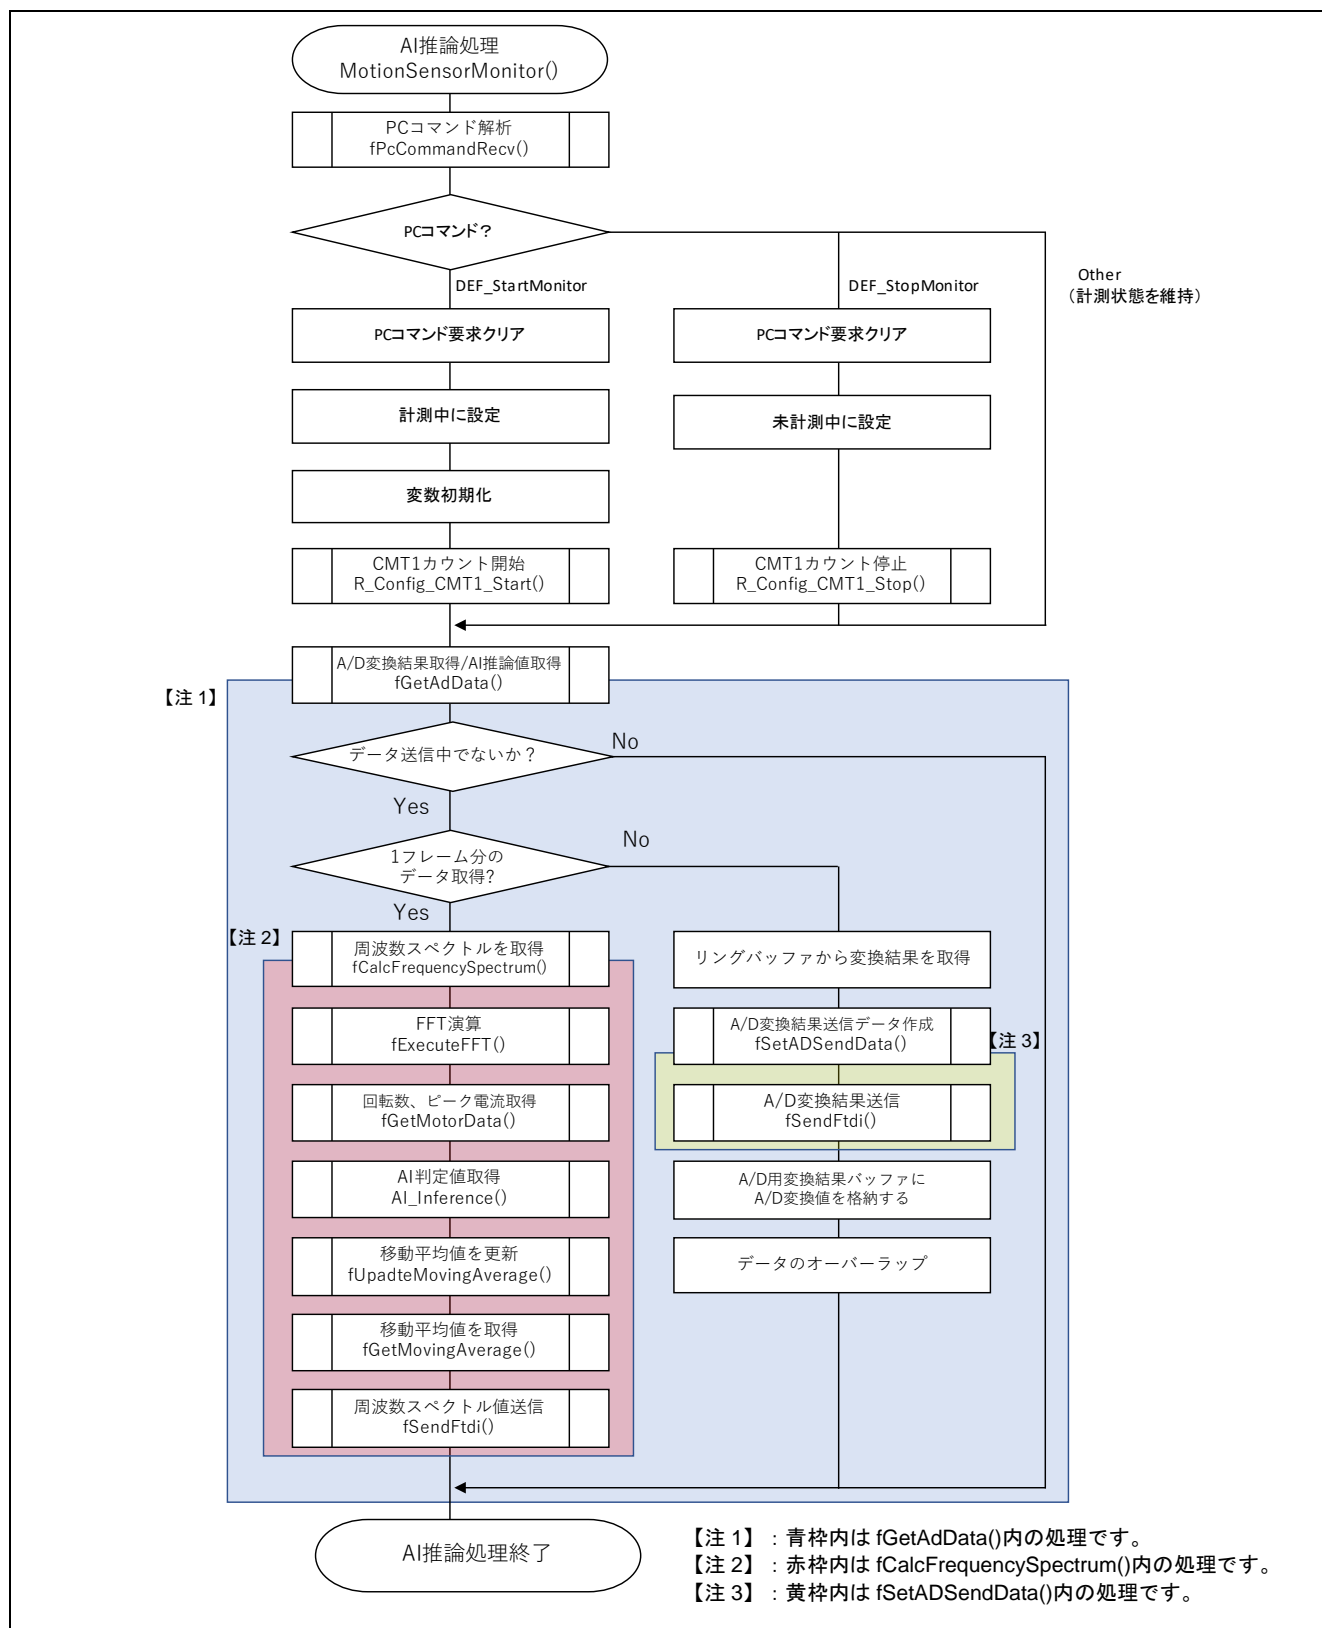 AI推論処理
MotionSensorMonitor()
PCコマンド解析
fPcCommandRecv()
PCコマンド？
DEF_StartMonitor
DEF_StopMonitor
Other
（計測状態を維持）
PCコマンド要求クリア
PCコマンド要求クリア
計測中に設定
未計測中に設定
変数初期化
CMT1カウント開始
R_Config_CMT1_Start()
CMT1カウント停止
R_Config_CMT1_Stop()
A/D変換結果取得/AI推論値取得
fGetAdData()
【注 1】
データ送信中でないか？
No
Yes
1フレーム分の
データ取得?
No
Yes
【注 2】
周波数スペクトルを取得
fCalcFrequencySpectrum()
リングバッファから変換結果を取得
FFT演算
fExecuteFFT()
A/D変換結果送信データ作成
fSetADSendData()
【注 3】
回転数、ピーク電流取得
fGetMotorData()
A/D変換結果送信
fSendFtdi()
AI判定値取得
AI_Inference()
A/D用変換結果バッファに
A/D変換値を格納する
移動平均値を更新
fUpadteMovingAverage()
データのオーバーラップ
移動平均値を取得
fGetMovingAverage()
周波数スペクトル値送信
fSendFtdi()
AI推論処理終了
【注 1】：青枠内は fGetAdData()内の処理です。
【注 2】：赤枠内は fCalcFrequencySpectrum()内の処理です。
【注 3】：黄枠内は fSetADSendData()内の処理です。